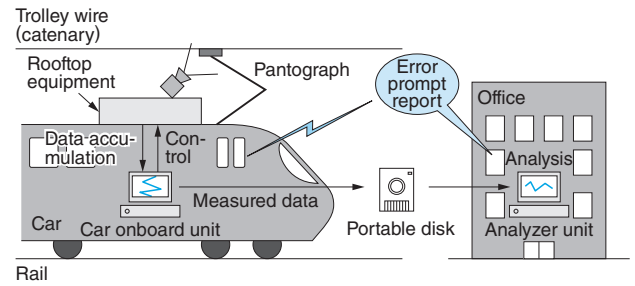 Trolley wire
(catenary)
Rooftop
equipment
Pantograph
Error
prompt
report
Office
Data accu-
mulation
Con-
trol
Analysis
Measured data
Car
Car onboard unit
Portable disk
Analyzer unit
Rail